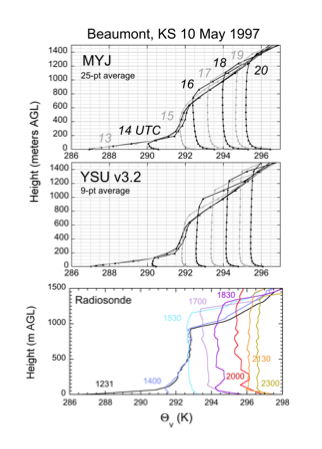 Beaumont, KS 10 May 1997
1400
1200
1000
800
600
400
200
0
MYJ
25-pt average
13
14 UTC
15
16
17
18
19
20
286 288 290 292 294 296
Height (meters AGL)
1400
1200
1000
800
600
400
200
0
YSU v3.2
9-pt average
286 288 290 292 294 296
1500
1000
500
0
Height (m AGL)
Radiosonde
1231
1400
1530
1700
1830
2000
2130
2300
286 288 290 292 294 296 298
Θv (K)